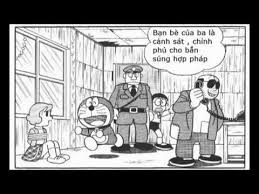 Bạn bè của ba là
cảnh sát , chính
phủ cho bắn
súng hợp pháp